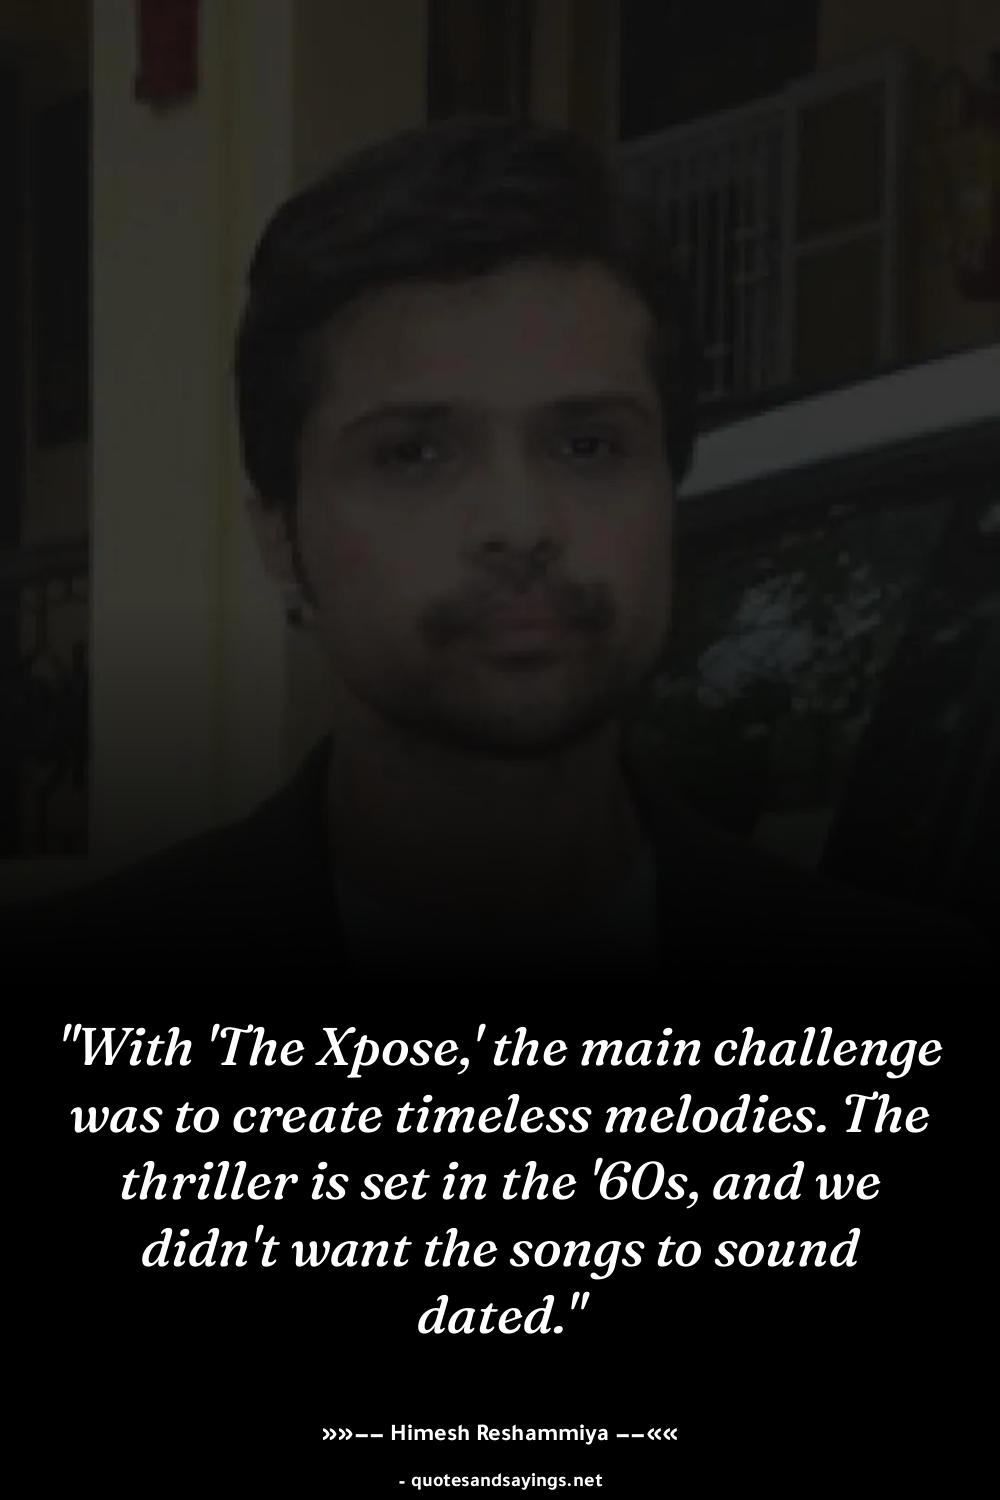 "With 'The Xpose,' the main challenge
was to create timeless melodies. The
thriller is set in the '60s, and we
didn't want the songs to sound
dated."
»»−− Himesh Reshammiya −−««
- quotesandsayings.net